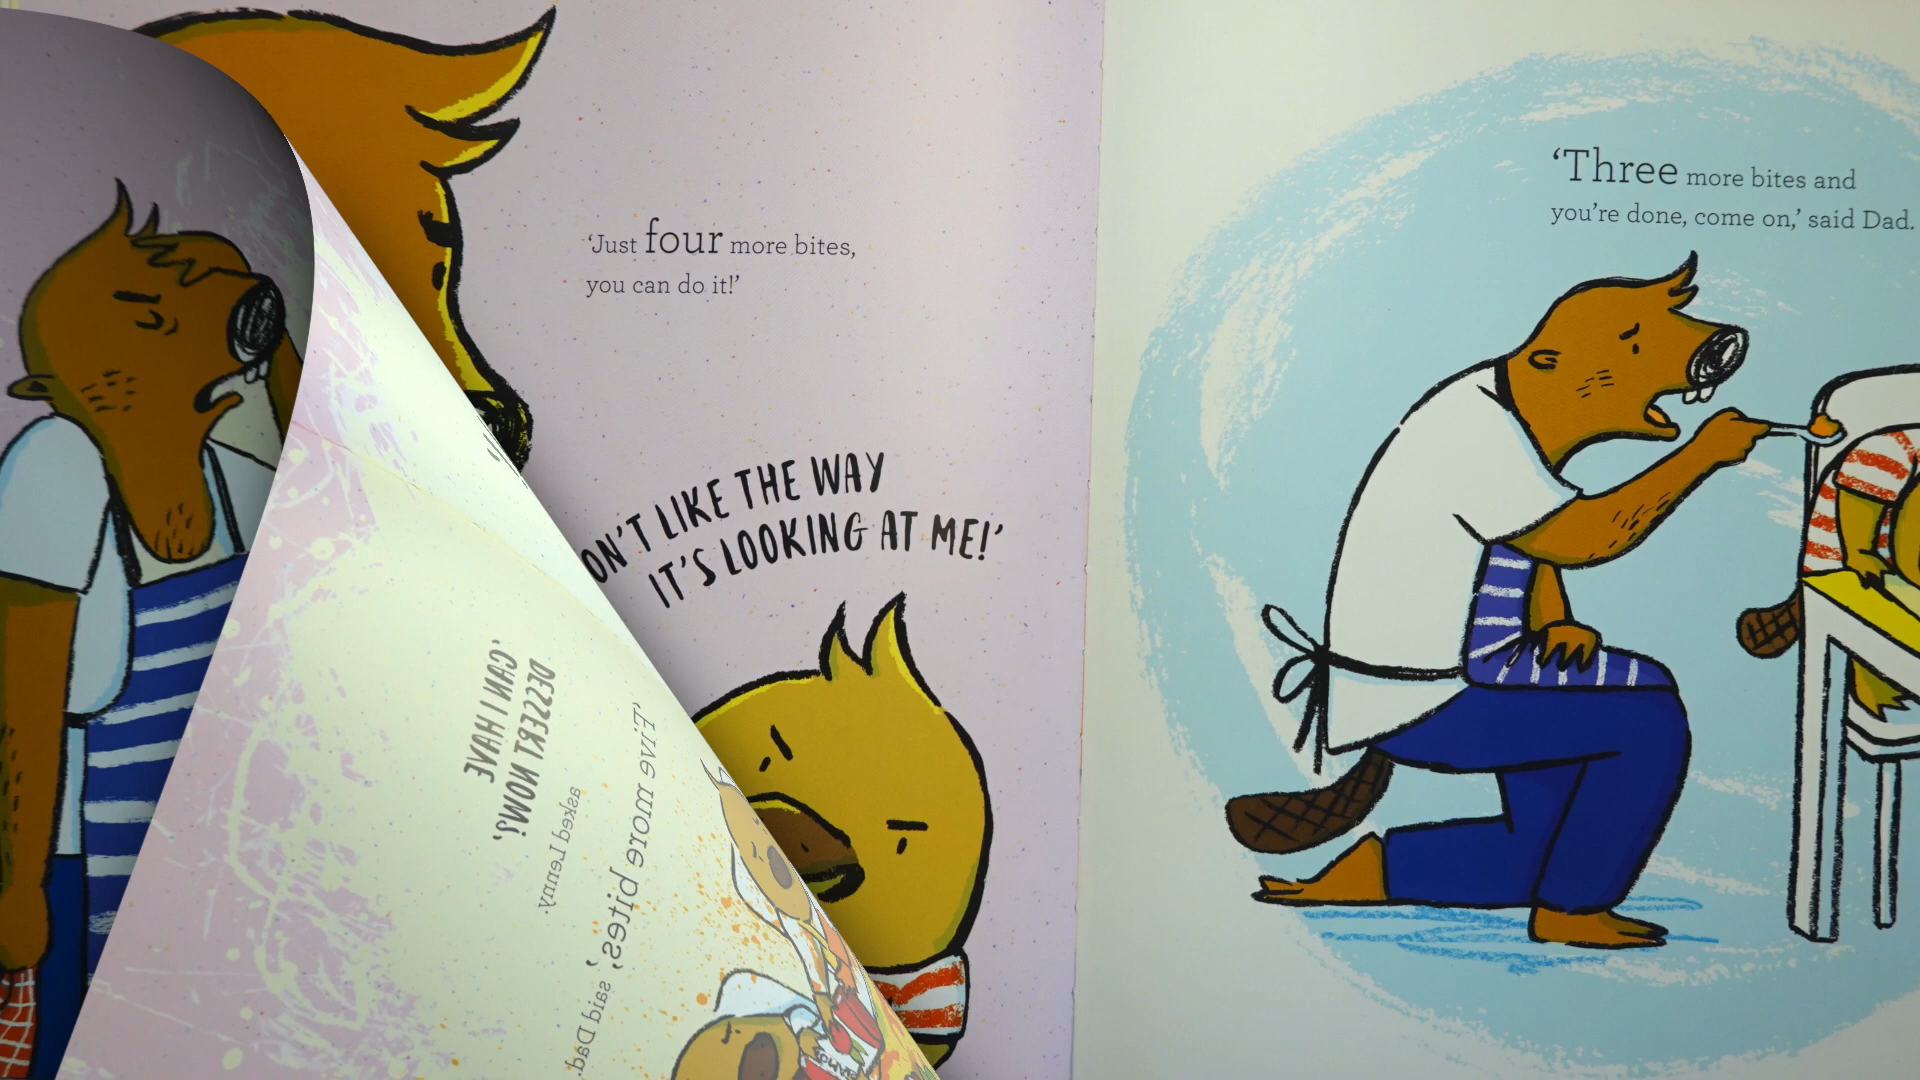 ‘Just four more bites,
you can do it!’
ON’T LIKE THE WAY
IT’S LOOKING AT ME!’
‘Three more bites and
you’re done, come on,’ said Dad.
‘CAN I HAVE
DESSERT NOW?’
asked Lenny.
‘Five more bites,’ said Dad.